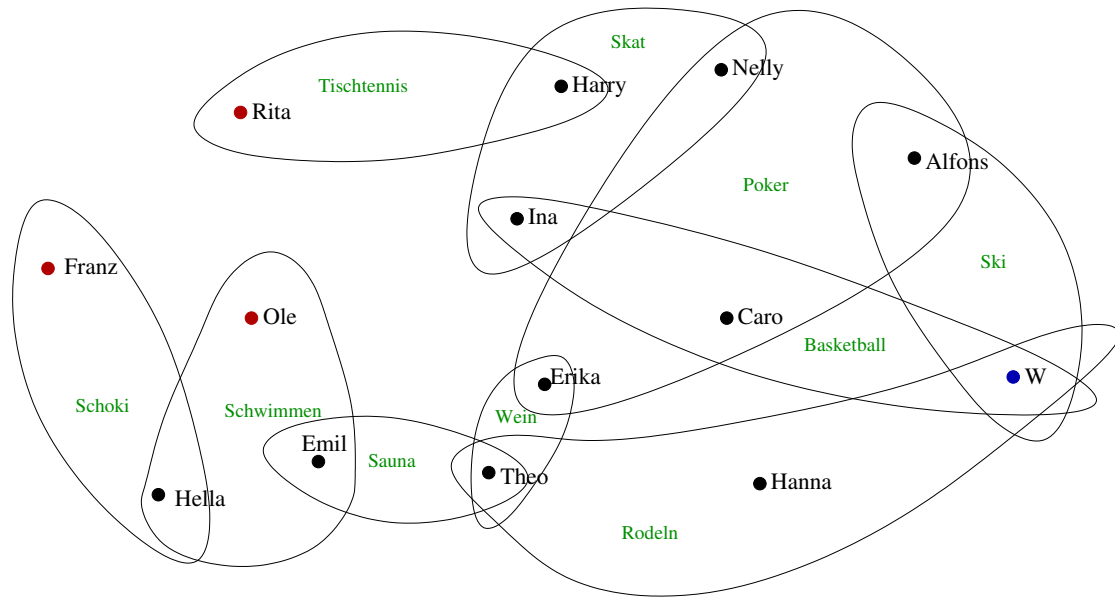 Skat
Nelly
Tischtennis
Harry
Rita
Alfons
Poker
Ina
Franz
Ski
Ole
Caro
Basketball
Erika
W
Schoki
Schwimmen
Wein
Emil
Sauna
Theo
Hanna
Hella
Rodeln